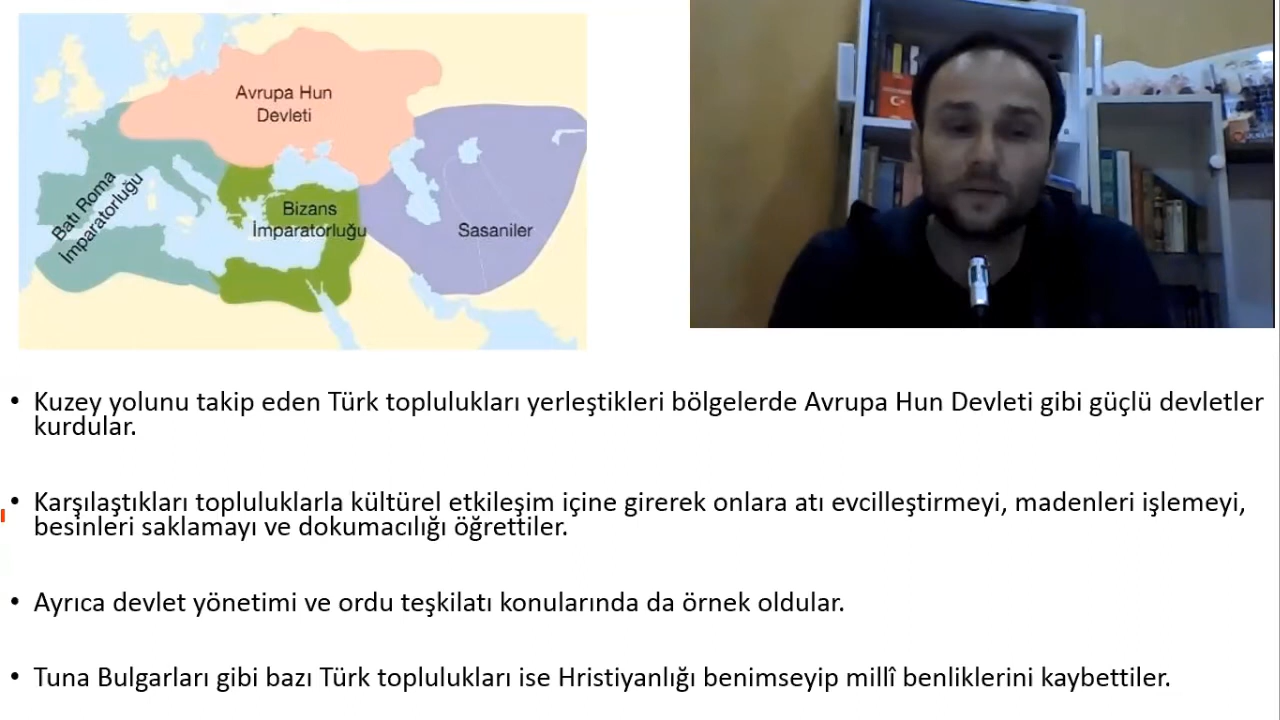 Avrupa Hun
Devleti
Batı Roma
İmparatorluğu
Bizans
İmparatorluğu
Sasaniler
• Kuzey yolunu takip eden Türk toplulukları yerleştikleri bölgelerde Avrupa Hun Devleti gibi güçlü devletler
kurdular.
• Karşılaştıkları topluluklarla kültürel etkileşim içine girerek onlara atı evcilleştirmeyi, madenleri işlemeyi,
besinleri saklamayı ve dokumacılığı öğrettiler.
• Ayrıca devlet yönetimi ve ordu teşkilatı konularında da örnek oldular.
• Tuna Bulgarları gibi bazı Türk toplulukları ise Hristiyanlığı benimseyip millî benliklerini kaybettiler.